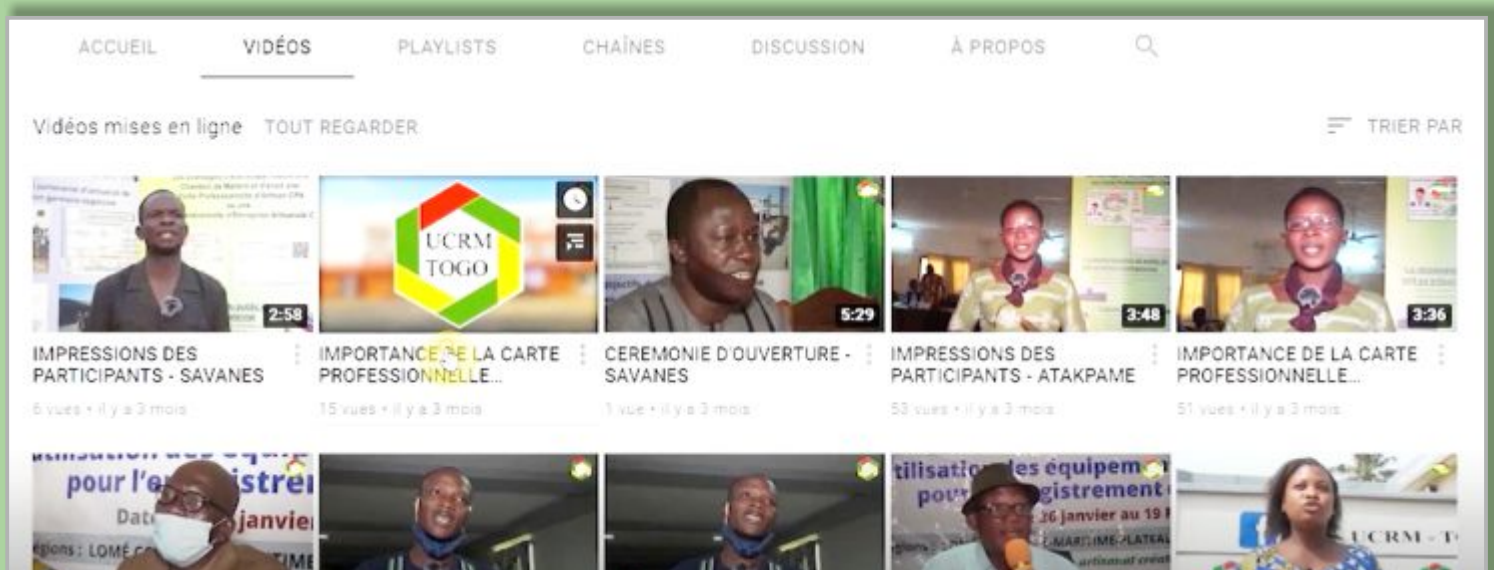 ACCUEIL VIDÉOS PLAYLISTS CHAÎNES DISCUSSION À PROPOS
Vidéos mises en ligne TOUT REGARDER TRIER PAR
UCRM
TOGO
2:58 5:29 3:48 3:36
IMPRESSIONS DES
PARTICIPANTS - SAVANES
6 vues • il y a 3 mois
IMPORTANCE DE LA CARTE
PROFESSIONNELLE...
15 vues • il y a 3 mois
CEREMONIE D'OUVERTURE -
SAVANES
1 vue • il y a 3 mois
IMPRESSIONS DES
PARTICIPANTS - ATAKPAME
53 vues • il y a 3 mois
IMPORTANCE DE LA CARTE
PROFESSIONNELLE...
51 vues • il y a 3 mois
pour l'
janvier
LOMÉ
26 janvier au 19
UCRM - T